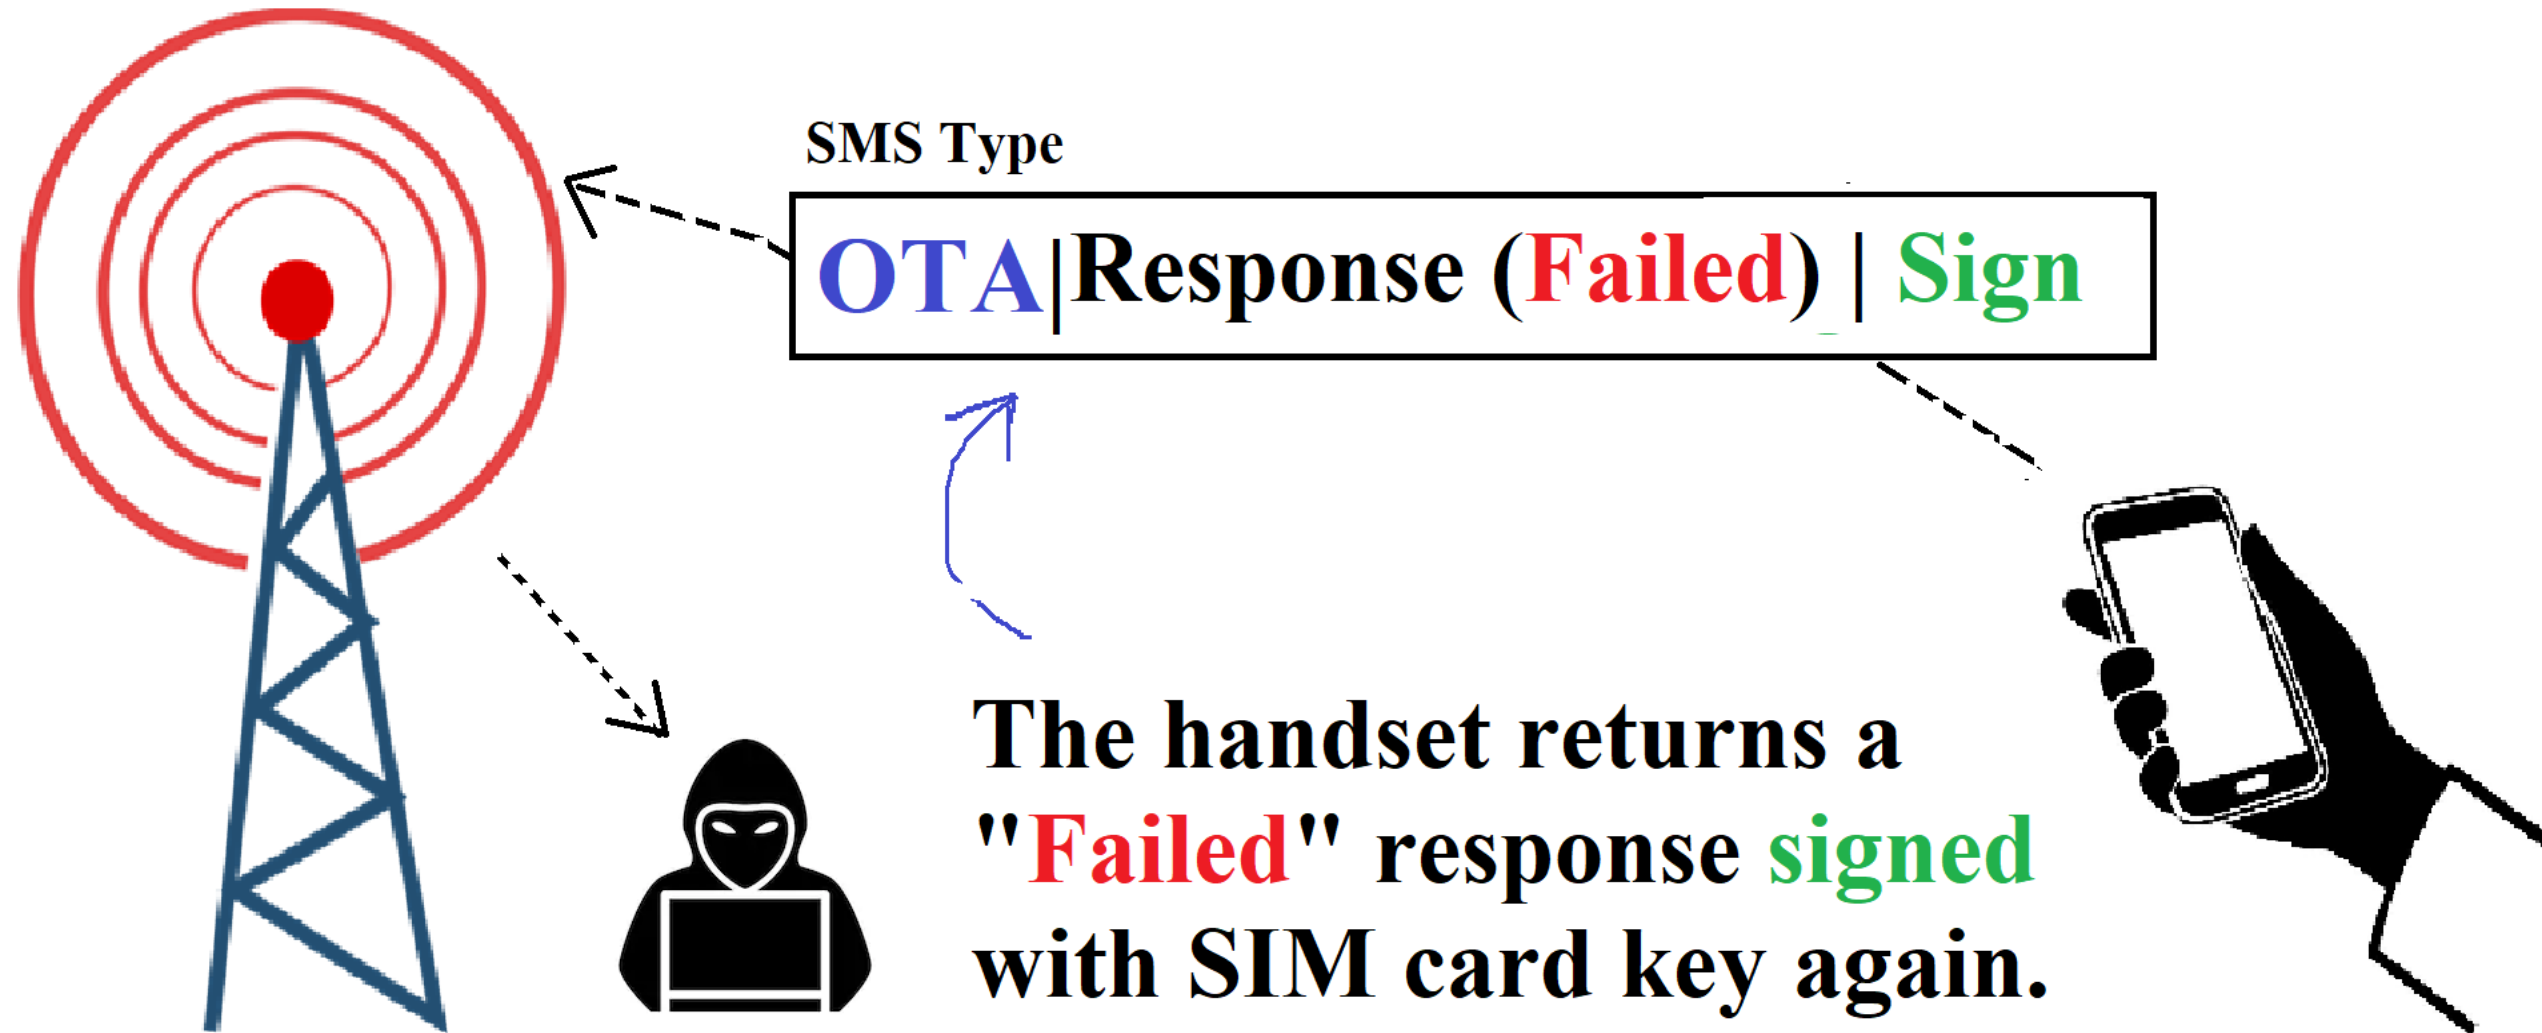 SMS Type
OTA|Response (Failed) | Sign
The handset returns a
"Failed" response signed
with SIM card key again.